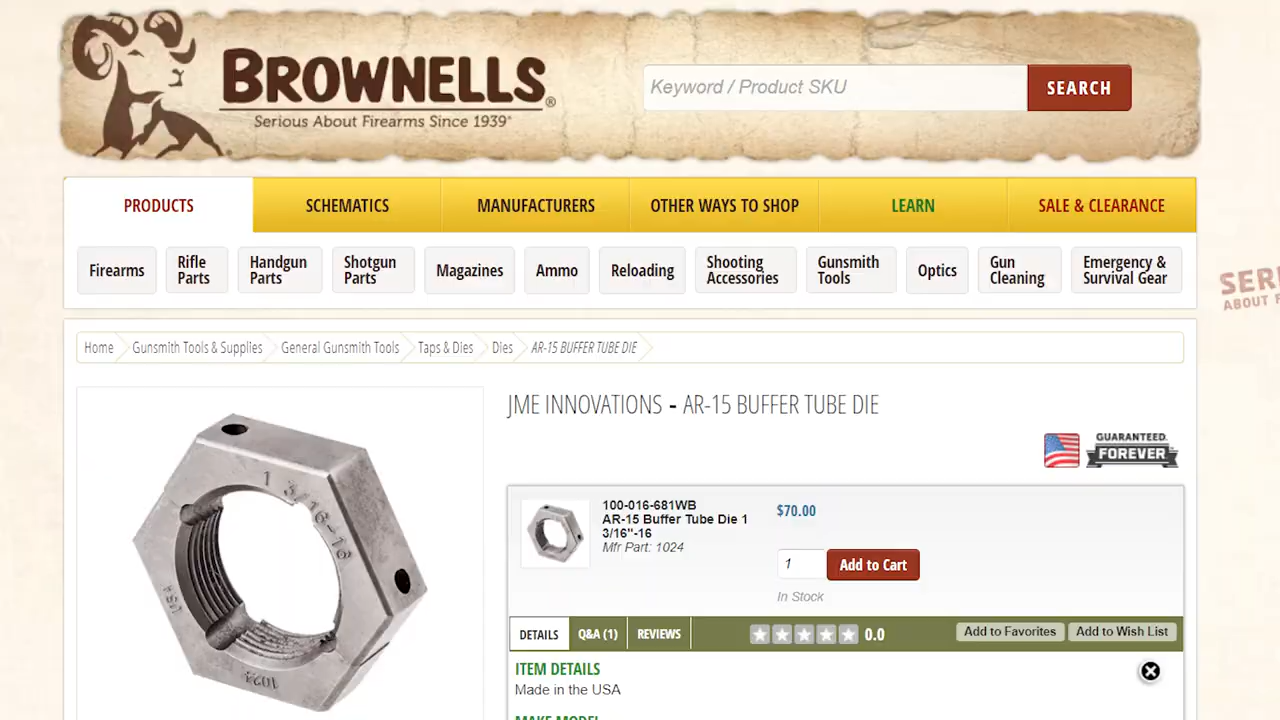 BROWNELLS®
Serious About Firearms Since 1939
Keyword / Product SKU
SEARCH
PRODUCTS
SCHEMATICS
MANUFACTURERS
OTHER WAYS TO SHOP
LEARN
SALE & CLEARANCE
Firearms
Rifle
Parts
Handgun
Parts
Shotgun
Parts
Magazines
Ammo
Reloading
Shooting
Accessories
Gunsmith
Tools
Optics
Gun
Cleaning
Emergency &
Survival Gear
ABOUT
Home
Gunsmith Tools & Supplies
General Gunsmith Tools
Taps & Dies
Dies
AR-15 BUFFER TUBE DIE
JME INNOVATIONS - AR-15 BUFFER TUBE DIE
1 3/16-16
USA
1024
GUARANTEED.
FOREVER
100-016-681WB
AR-15 Buffer Tube Die 1
3/16"-16
Mfr Part: 1024
$70.00
1
Add to Cart
In Stock
DETAILS
Q&A (1)
REVIEWS
0.0
Add to Favorites
Add to Wish List
ITEM DETAILS
Made in the USA
MAKE MODEL